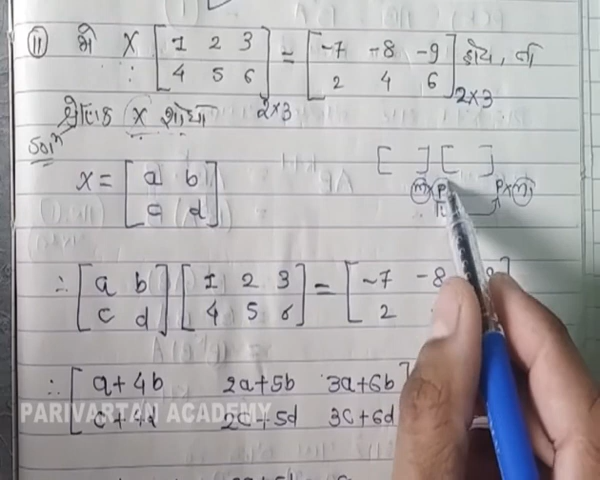 11 જો X [1 2 3] = [-7 -8 -9] હોય, તો
∵ [4 5 6]2×3 [2 4 6]2×3
શ્રેણિક X શોધો
Solⁿ [ ] [ ]
X = [a b] m×p p×n
[c d]
∴ [a b] [1 2 3] = [-7 -8 9]
[c d] [4 5 6] [2
∴ [a+4b 2a+5b 3a+6b]
PARIVARTAN ACADEMY
c+4d 2c+5d 3c+6d